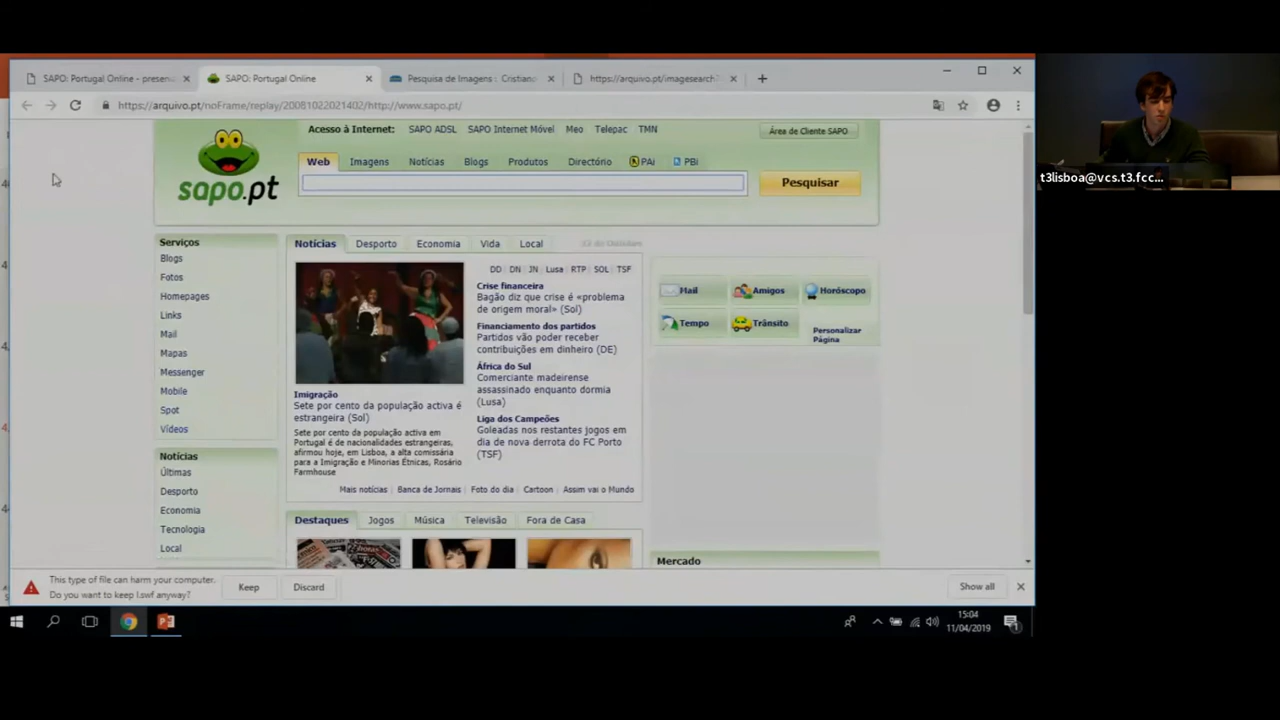 SAPO: Portugal Online - presen
SAPO: Portugal Online
Pesquisa de Imagens : Cristiano
https://arquivo.pt/imagesearch?
https://arquivo.pt/noFrame/replay/20081022021402/http://www.sapo.pt/
sapo.pt
Acesso à Internet: SAPO ADSL SAPO Internet Móvel Meo Telepac TMN
Área de Cliente SAPO
Web Imagens Notícias Blogs Produtos Directório PAi PBi
Pesquisar
Serviços
Blogs
Fotos
Homepages
Links
Mail
Mapas
Messenger
Mobile
Spot
Vídeos
Notícias
Últimas
Desporto
Economia
Tecnologia
Local
Notícias Desporto Economia Vida Local
DD DN JN Lusa RTP SOL TSF
Imigração
Sete por cento da população activa é
estrangeira (Sol)
Sete por cento da população activa em
Portugal é de nacionalidades estrangeiras,
afirmou hoje, em Lisboa, a alta comissária
para a Imigração e Minorias Étnicas, Rosário
Farmhouse
Crise financeira
Bagão diz que crise é «problema
de origem moral» (Sol)
Financiamento dos partidos
Partidos vão poder receber
contribuições em dinheiro (DE)
África do Sul
Comerciante madeirense
assassinado enquanto dormia
(Lusa)
Liga dos Campeões
Goleadas nos restantes jogos em
dia de nova derrota do FC Porto
(TSF)
Mais notícias | Banca de Jornais | Foto do dia | Cartoon | Assim vai o Mundo
Destaques Jogos Música Televisão Fora de Casa
Mail Amigos Horóscopo
Tempo Trânsito Personalizar
Página
Mercado
This type of file can harm your computer.
Do you want to keep l.swf anyway?
Keep
Discard
Show all
15:04
11/04/2019
t3lisboa@vcs.t3.fcc...